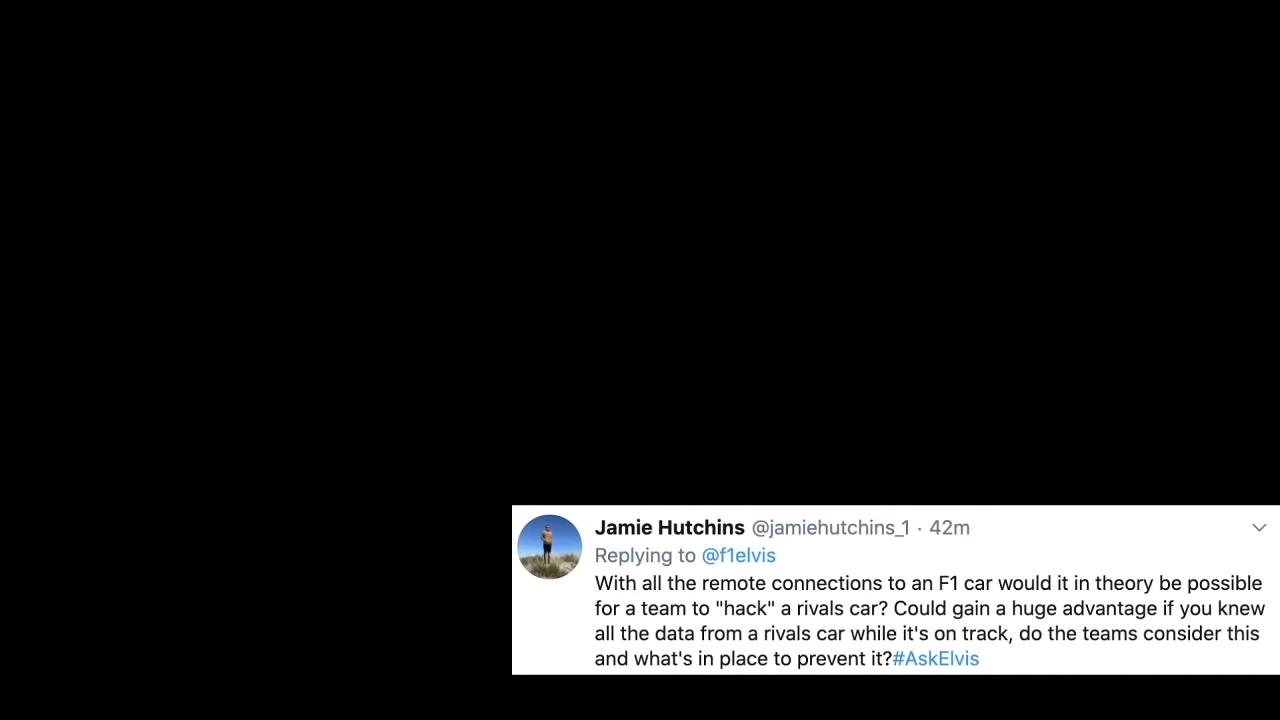 Jamie Hutchins @jamiehutchins_1 · 42m
Replying to @f1elvis
With all the remote connections to an F1 car would it in theory be possible
for a team to "hack" a rivals car? Could gain a huge advantage if you knew
all the data from a rivals car while it's on track, do the teams consider this
and what's in place to prevent it?#AskElvis